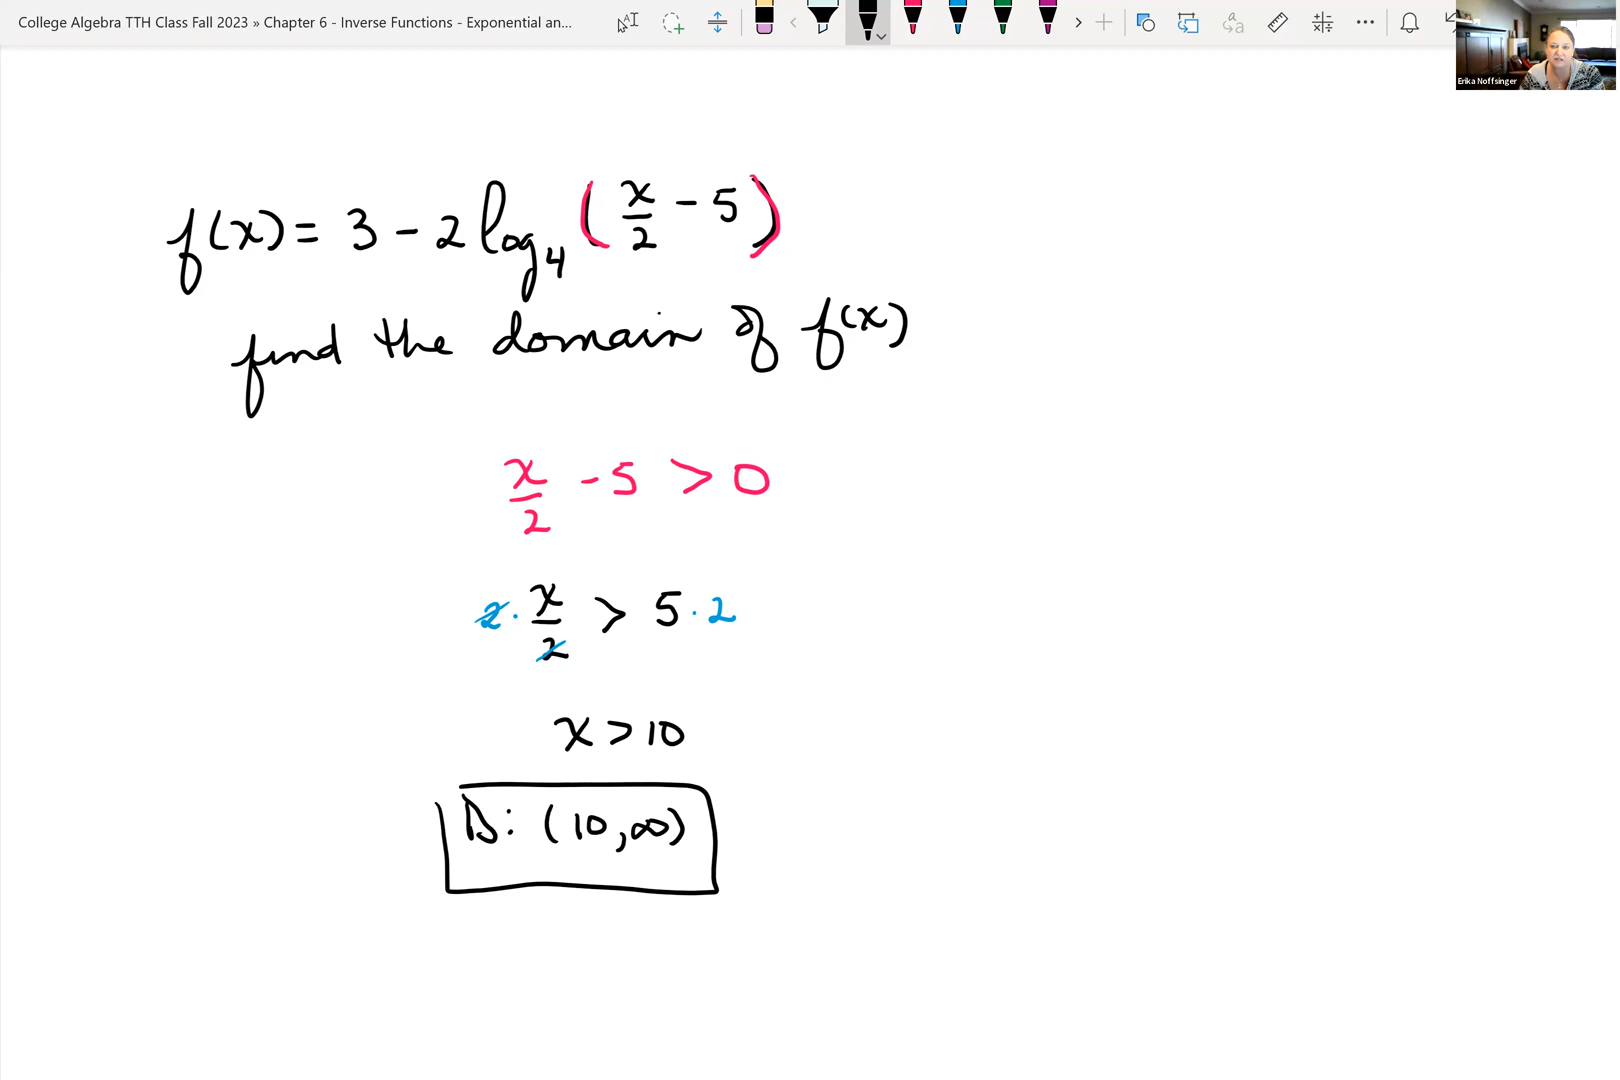 College Algebra TTH Class Fall 2023 » Chapter 6 - Inverse Functions - Exponential an...
Erika Noffsinger
f(x) = 3 - 2 log₄ (x/2 - 5)
find the domain of f(x)
x/2 - 5 > 0
2 · x/2 > 5 · 2
x > 10
D: (10, ∞)